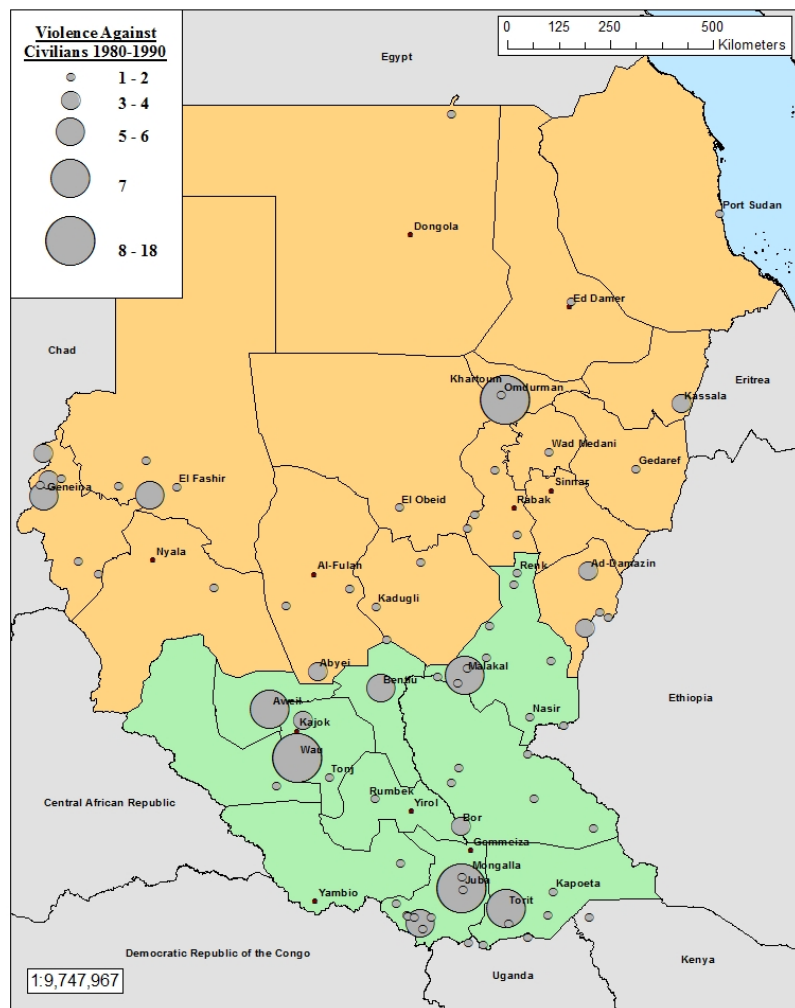 Violence Against
Civilians 1980-1990
1 - 2
3 - 4
5 - 6
7
8 - 18
0 125 250 500
Kilometers
Egypt
Port Sudan
Dongola
Ed Damer
Chad
Khartoum
Omdurman
Kassala
Eritrea
Wad Medani
Gedaref
El Fashir
Geneina
Sinnar
El Obeid
Rabak
Nyala
Al-Fulah
Renk
Ad-Damazin
Kadugli
Abyei
Malakal
Bentiu
Ethiopia
Aweil
Nasir
Kajok
Wau
Tonj
Central African Republic
Rumbek
Yirol
Bor
Gemmeiza
Mongalla
Juba
Kapoeta
Yambio
Torit
Democratic Republic of the Congo
Kenya
Uganda
1:9,747,967